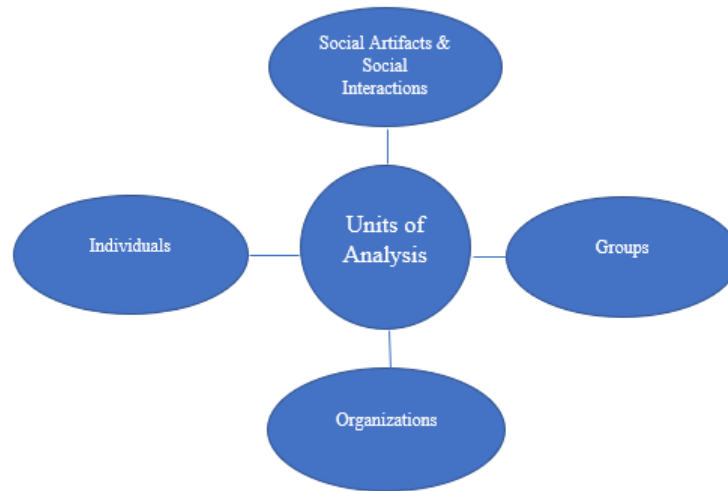 Social Artifacts &
Social
Interactions
Individuals
Units of
Analysis
Groups
Organizations